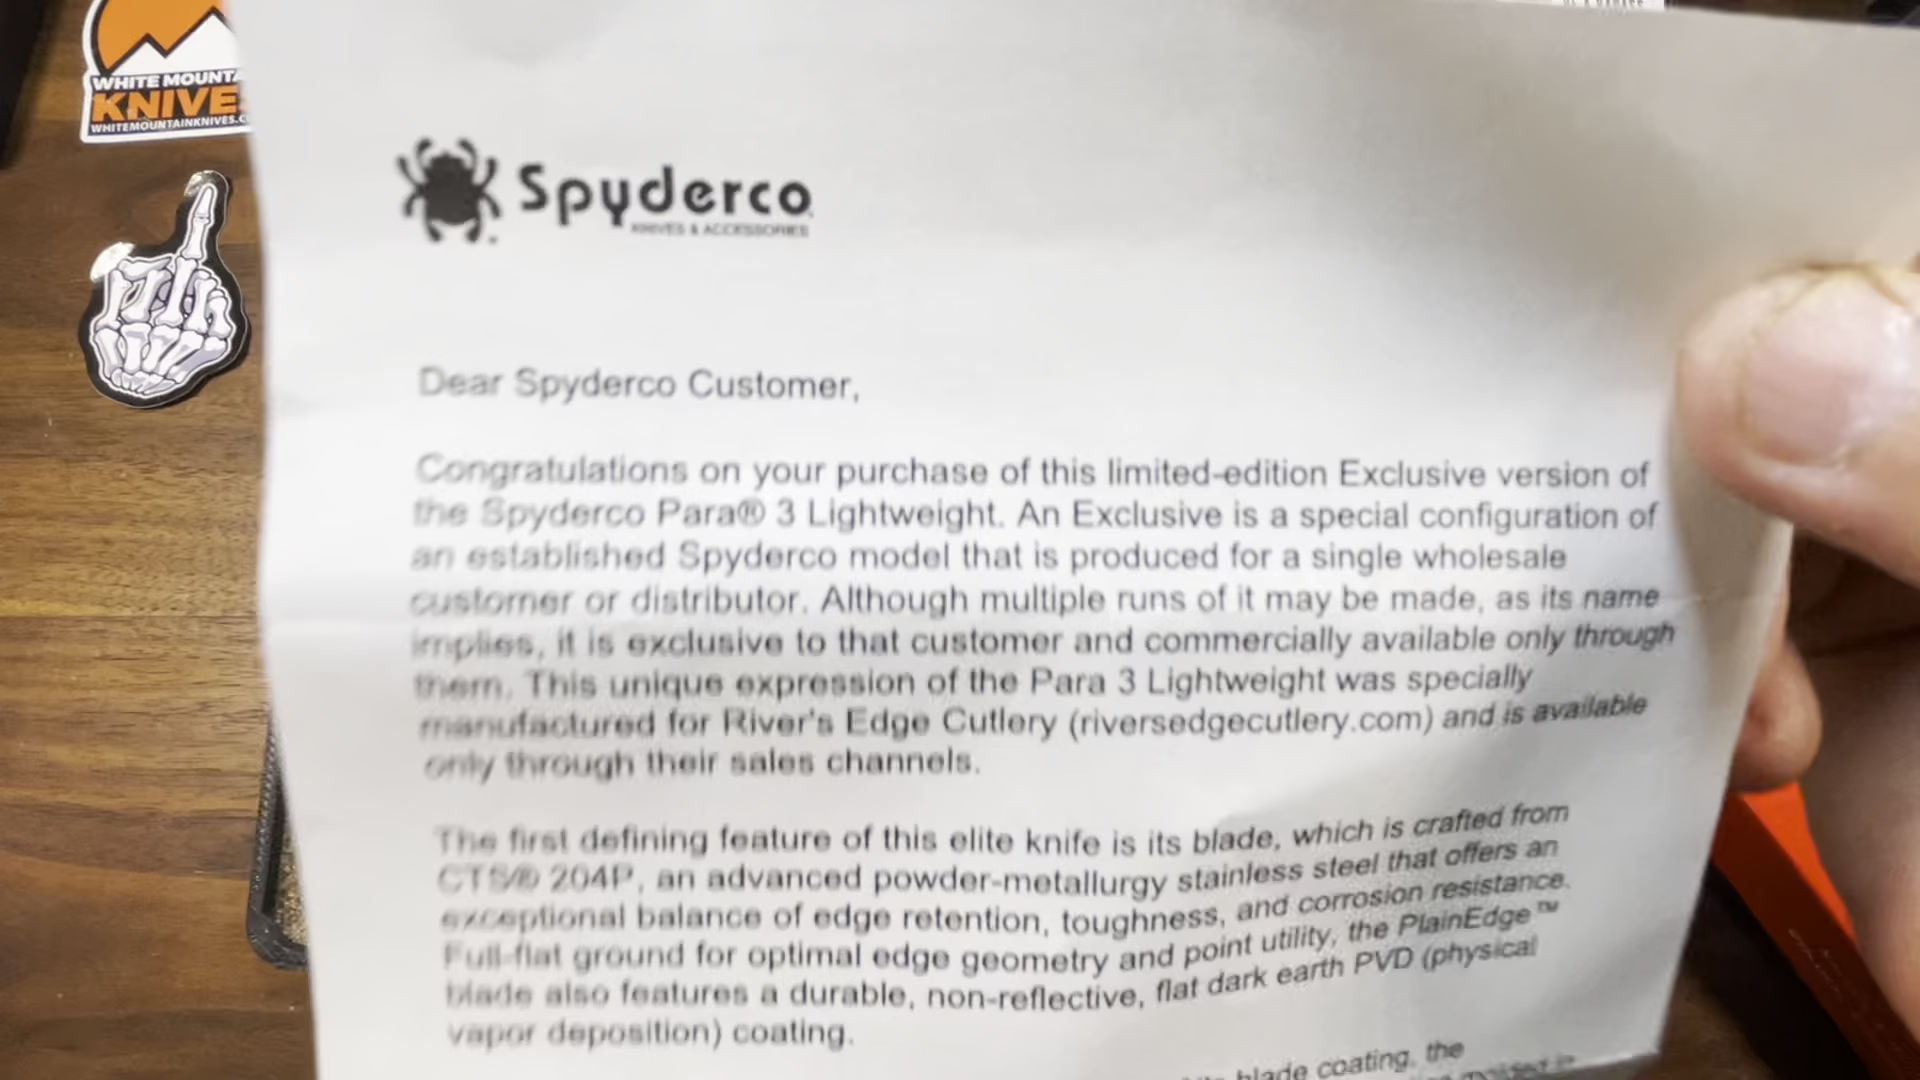 WHITE MOUNTA
KNIVE
WHITEMOUNTAINKNIVES.C
Spyderco
KNIVES & ACCESSORIES
Dear Spyderco Customer,
Congratulations on your purchase of this limited-edition Exclusive version of
the Spyderco Para® 3 Lightweight. An Exclusive is a special configuration of
an established Spyderco model that is produced for a single wholesale
customer or distributor. Although multiple runs of it may be made, as its name
implies, it is exclusive to that customer and commercially available only through
them. This unique expression of the Para 3 Lightweight was specially
manufactured for River's Edge Cutlery (riversedgecutlery.com) and is available
only through their sales channels.
The first defining feature of this elite knife is its blade, which is crafted from
CTS® 204P, an advanced powder-metallurgy stainless steel that offers an
exceptional balance of edge retention, toughness, and corrosion resistance.
Full-flat ground for optimal edge geometry and point utility, the PlainEdge™
blade also features a durable, non-reflective, flat dark earth PVD (physical
vapor deposition) coating.
blade coating, the